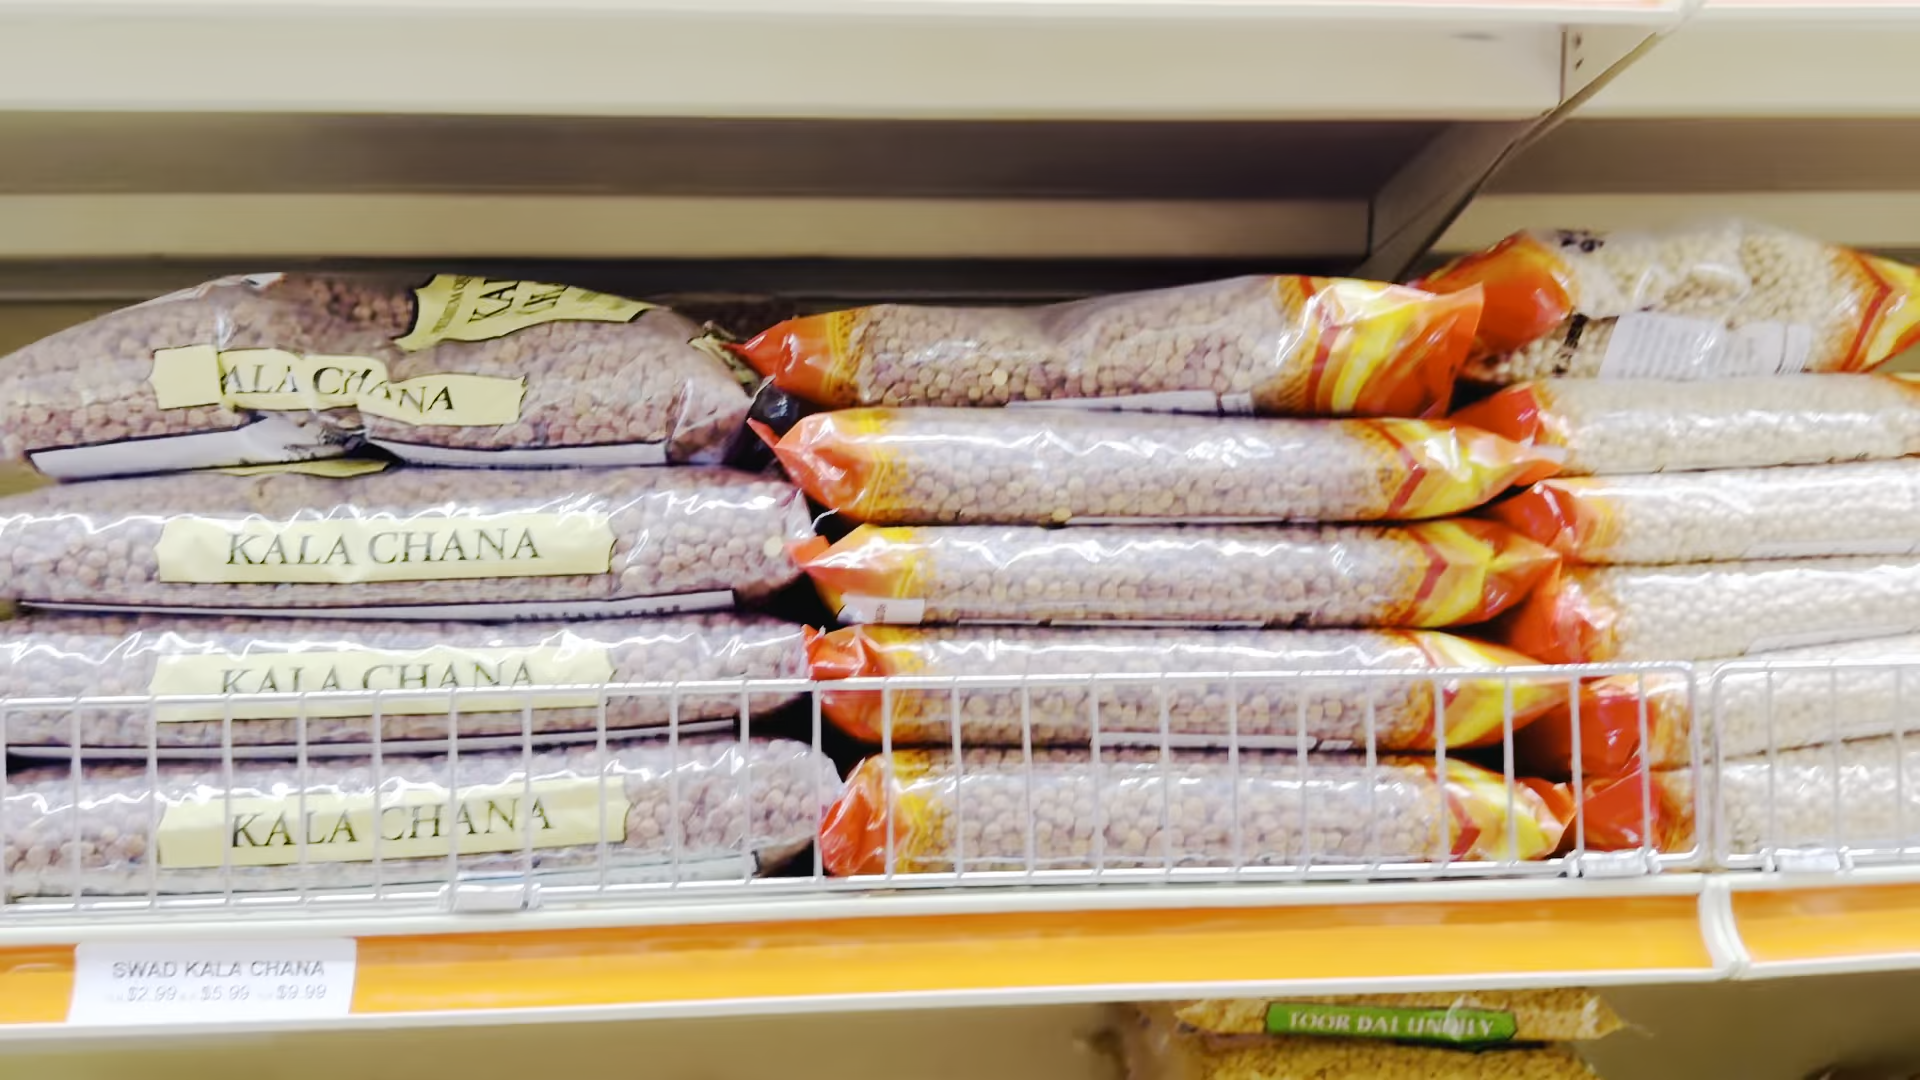 KALA
ALA CHANA
KALA CHANA
KALA CHANA
KALA CHANA
SWAD KALA CHANA
$2.99 $5.99 $9.99
TOOR DAL UNOILY